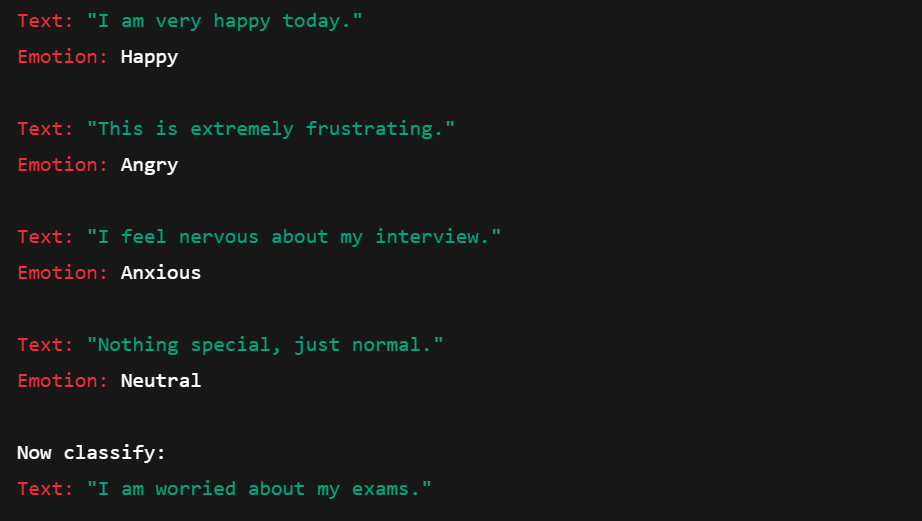 Text: "I am very happy today."
Emotion: Happy
Text: "This is extremely frustrating."
Emotion: Angry
Text: "I feel nervous about my interview."
Emotion: Anxious
Text: "Nothing special, just normal."
Emotion: Neutral
Now classify:
Text: "I am worried about my exams."